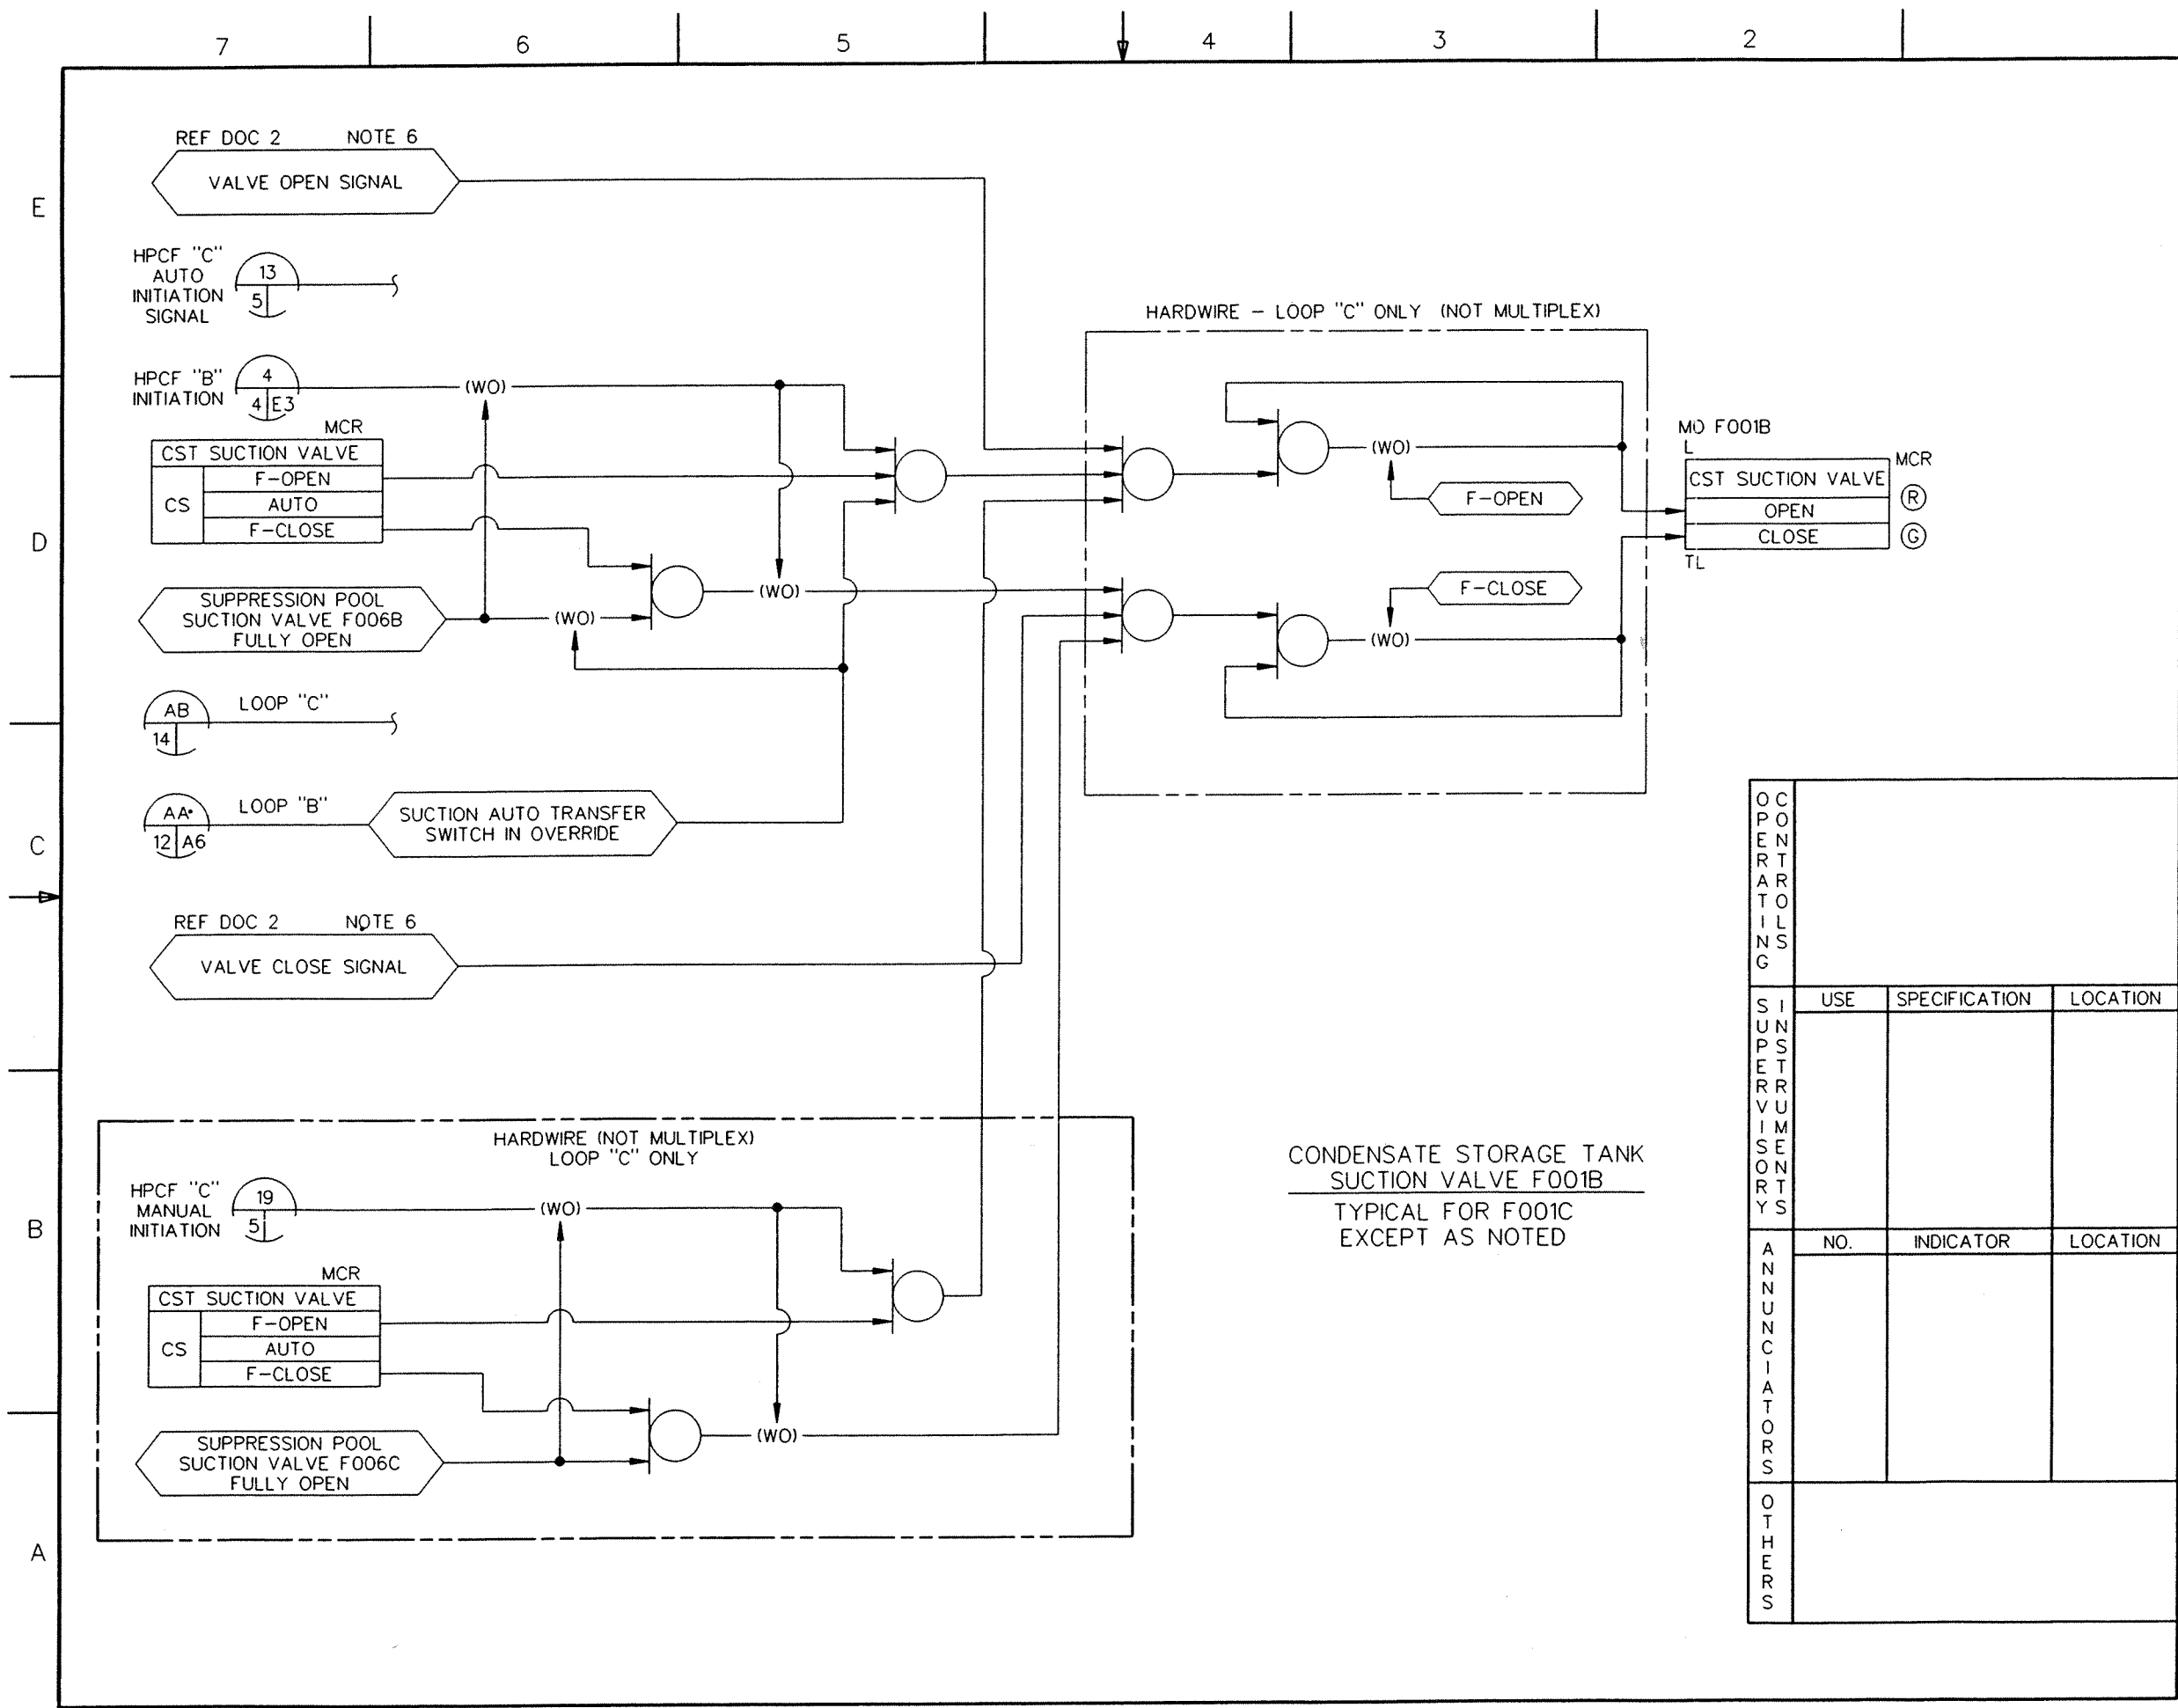 7 6 5 4 3 2
E
D
C
B
A
REF DOC 2 NOTE 6
VALVE OPEN SIGNAL
HPCF "C"
AUTO
INITIATION
SIGNAL
13
5
HPCF "B"
INITIATION
4
4 E3
(WO)
MCR
CST SUCTION VALVE
CS
F-OPEN
AUTO
F-CLOSE
SUPPRESSION POOL
SUCTION VALVE F006B
FULLY OPEN
(WO)
(WO)
AB
14
LOOP "C"
AA
12 A6
LOOP "B"
SUCTION AUTO TRANSFER
SWITCH IN OVERRIDE
REF DOC 2 NOTE 6
VALVE CLOSE SIGNAL
HARDWIRE - LOOP "C" ONLY (NOT MULTIPLEX)
(WO)
F-OPEN
F-CLOSE
(WO)
MO F001B
L
MCR
CST SUCTION VALVE
OPEN
CLOSE
TL
R
G
HARDWIRE (NOT MULTIPLEX)
LOOP "C" ONLY
HPCF "C"
MANUAL
INITIATION
19
5
(WO)
MCR
CST SUCTION VALVE
CS
F-OPEN
AUTO
F-CLOSE
(WO)
SUPPRESSION POOL
SUCTION VALVE F006C
FULLY OPEN
CONDENSATE STORAGE TANK
SUCTION VALVE F001B
TYPICAL FOR F001C
EXCEPT AS NOTED
OPERATING
CONTROLS
SUPERVISORY
INSTRUMENTS
USE SPECIFICATION LOCATION
ANNUNCIATORS
NO. INDICATOR LOCATION
OTHERS